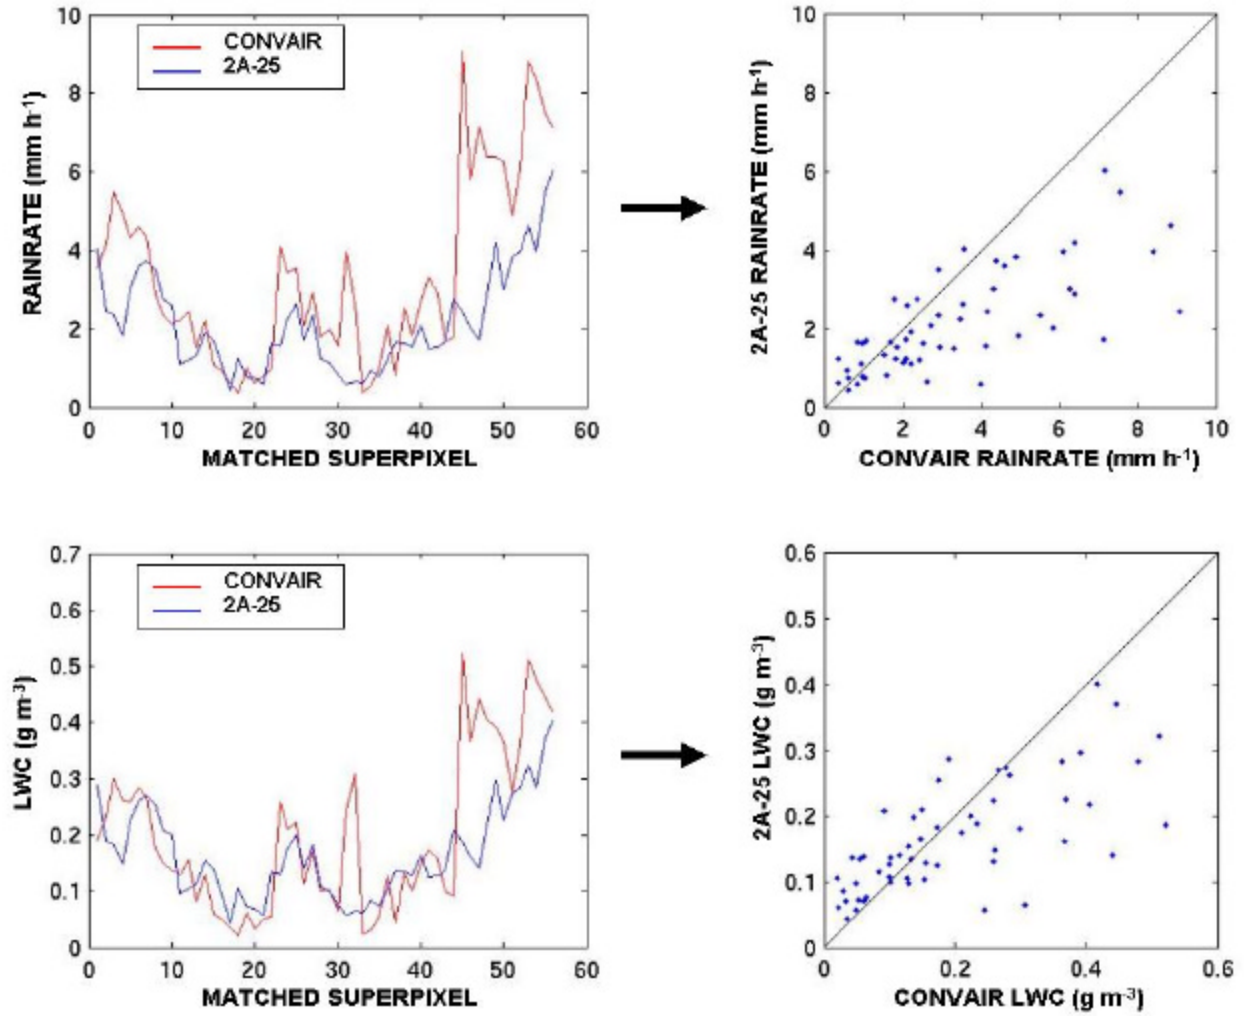 10
8
6
4
2
0
RAINRATE (mm h-1)
CONVAIR
2A-25
0 10 20 30 40 50 60
MATCHED SUPERPIXEL
10
8
6
4
2
0
2A-25 RAINRATE (mm h-1)
0 2 4 6 8 10
CONVAIR RAINRATE (mm h-1)
0.7
0.6
0.5
0.4
0.3
0.2
0.1
0
LWC (g m-3)
CONVAIR
2A-25
0 10 20 30 40 50 60
MATCHED SUPERPIXEL
0.6
0.5
0.4
0.3
0.2
0.1
0
2A-25 LWC (g m-3)
0 0.2 0.4 0.6
CONVAIR LWC (g m-3)